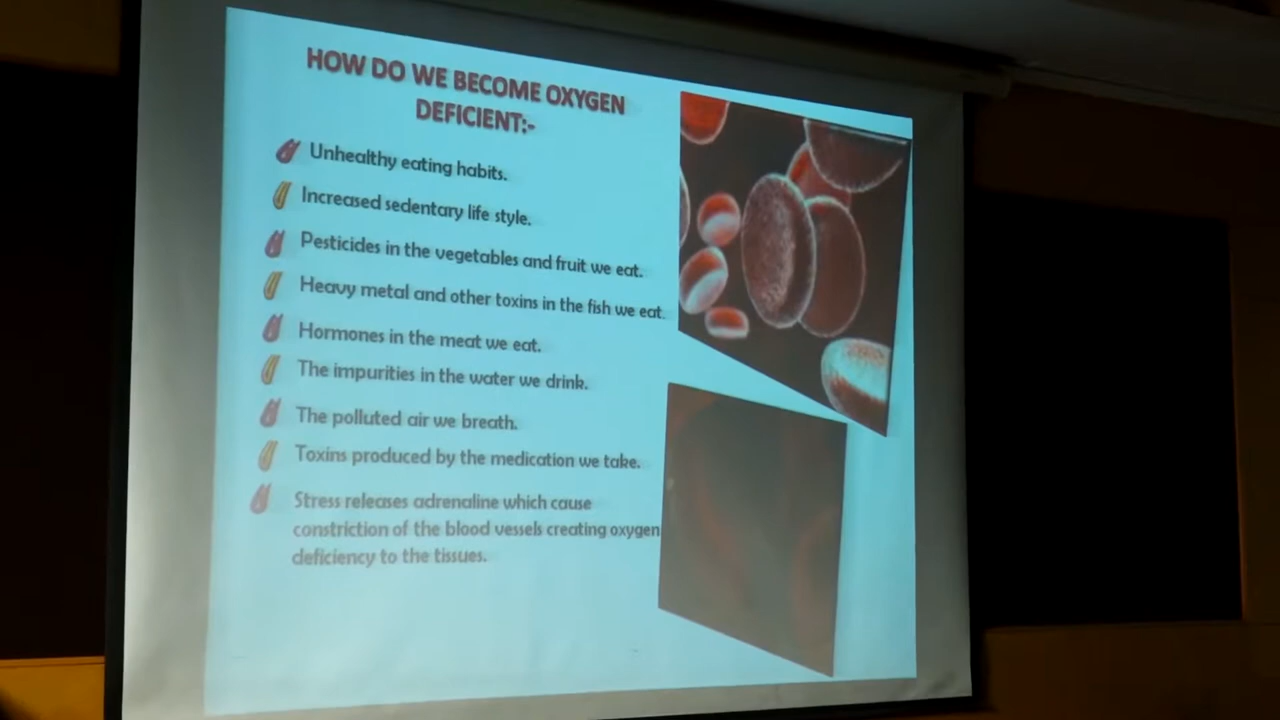 HOW DO WE BECOME OXYGEN
DEFICIENT:-
Unhealthy eating habits.
Increased sedentary life style.
Pesticides in the vegetables and fruit we eat.
Heavy metal and other toxins in the fish we eat.
Hormones in the meat we eat.
The impurities in the water we drink.
The polluted air we breath.
Toxins produced by the medication we take.
Stress releases adrenaline which cause
constriction of the blood vessels creating oxygen
deficiency to the tissues.